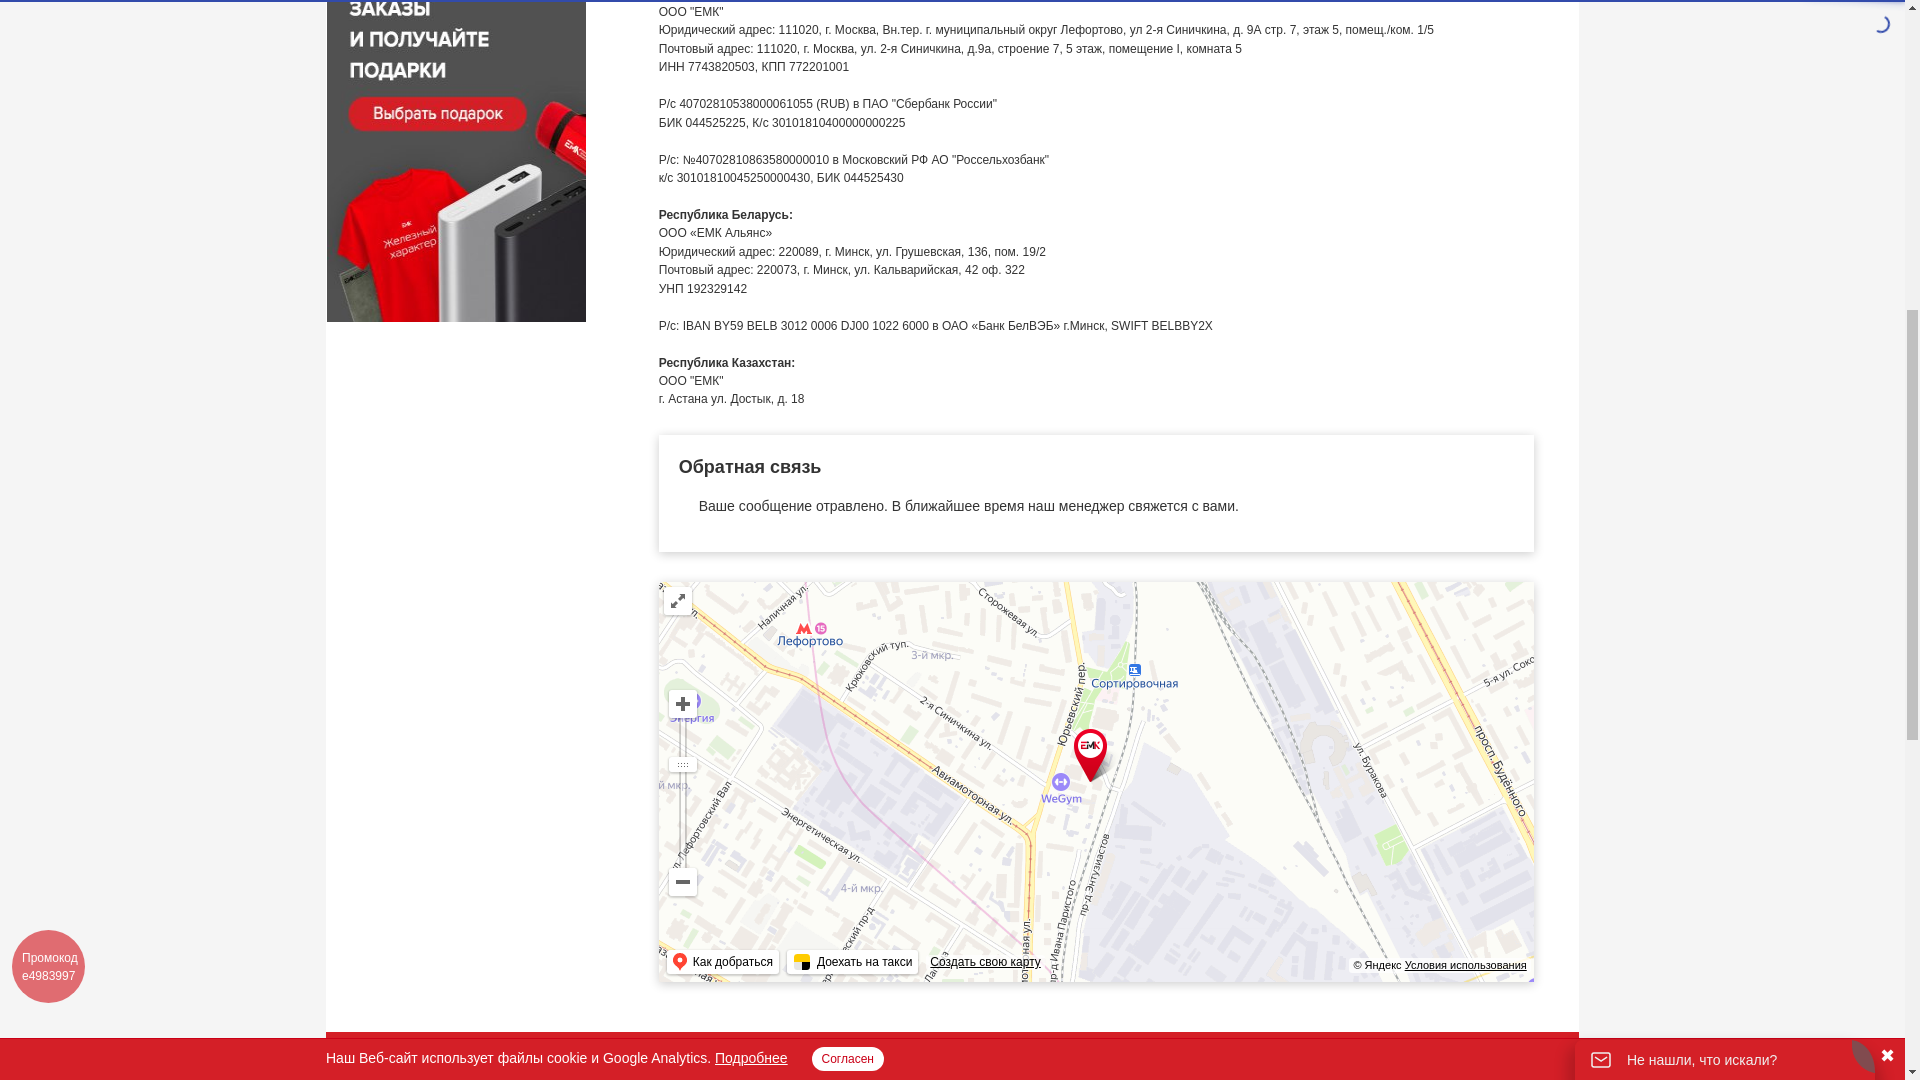 ЗАКАЗЫ
И ПОЛУЧАЙТЕ
ПОДАРКИ
Выбрать подарок
ЕМК
Железный
характер
ООО "ЕМК"
Юридический адрес: 111020, г. Москва, Вн.тер. г. муниципальный округ Лефортово, ул 2-я Синичкина, д. 9А стр. 7, этаж 5, помещ./ком. 1/5
Почтовый адрес: 111020, г. Москва, ул. 2-я Синичкина, д.9а, строение 7, 5 этаж, помещение I, комната 5
ИНН 7743820503, КПП 772201001
Р/с 40702810538000061055 (RUB) в ПАО "Сбербанк России"
БИК 044525225, К/с 30101810400000000225
Р/с: №40702810863580000010 в Московский РФ АО "Россельхозбанк"
к/с 30101810045250000430, БИК 044525430
Республика Беларусь:
ООО «ЕМК Альянс»
Юридический адрес: 220089, г. Минск, ул. Грушевская, 136, пом. 19/2
Почтовый адрес: 220073, г. Минск, ул. Кальварийская, 42 оф. 322
УНП 192329142
Р/с: IBAN BY59 BELB 3012 0006 DJ00 1022 6000 в ОАО «Банк БелВЭБ» г.Минск, SWIFT BELBBY2X
Республика Казахстан:
ООО "ЕМК"
г. Астана ул. Достык, д. 18
Обратная связь
Ваше сообщение отравлено. В ближайшее время наш менеджер свяжется с вами.
Наличная ул.
Сторожевая ул.
15
Лефортово
Крюковский туп.
3-й мкр.
Юрьевский пер.
Сортировочная
5-я ул. Соко
Энергия
2-я Синичкина ул.
ЕМК
просп. Будённого
ул. Буракова
WeGym
Авиамоторная ул.
й мкр.
ул. Лефортовский Вал
Энергетическая ул.
пр-д Энтузиастов
4-й мкр.
пр-д Ивана Паристого
Как добраться
Доехать на такси
Создать свою карту
© Яндекс Условия использования
Промокод
e4983997
Наш Веб-сайт использует файлы cookie и Google Analytics. Подробнее
Согласен
Не нашли, что искали?